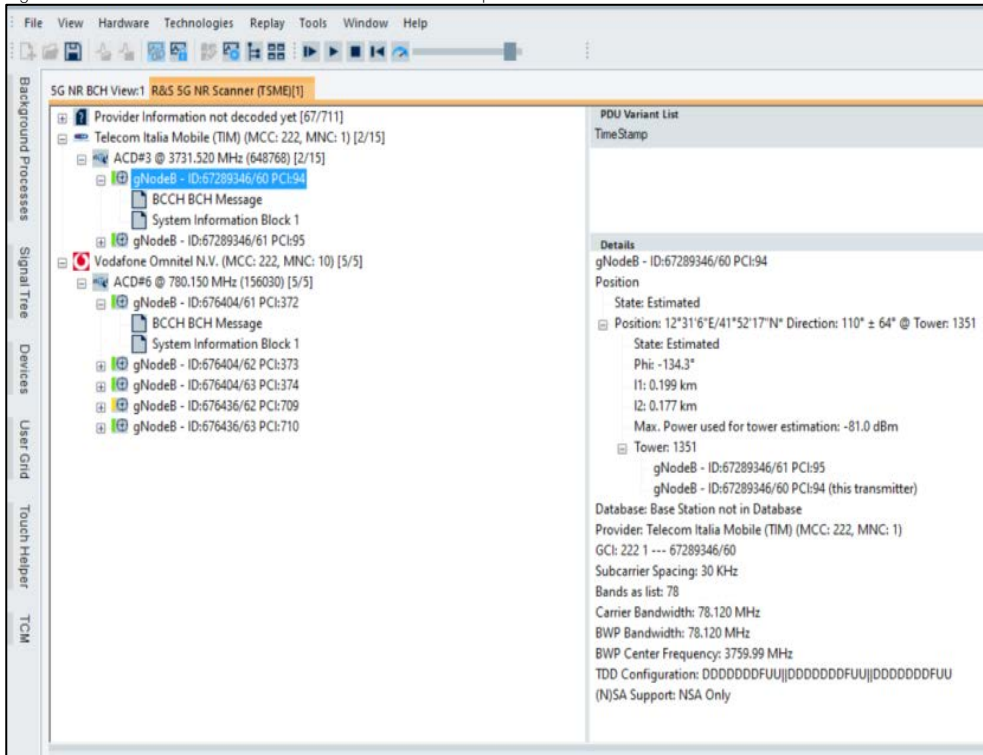 File View Hardware Technologies Replay Tools Window Help
5G NR BCH View:1 R&S 5G NR Scanner (TSME)[1]
Background Processes
Signal Tree
Devices
User Grid
Touch Helper
TCM
Provider Information not decoded yet [67/711]
Telecom Italia Mobile (TIM) (MCC: 222, MNC: 1) [2/15]
ACD#3 @ 3731.520 MHz (648768) [2/15]
gNodeB - ID:67289346/60 PCI:94
BCCH BCH Message
System Information Block 1
gNodeB - ID:67289346/61 PCI:95
Vodafone Omnitel N.V. (MCC: 222, MNC: 10) [5/5]
ACD#6 @ 780.150 MHz (156030) [5/5]
gNodeB - ID:676404/61 PCI:372
BCCH BCH Message
System Information Block 1
gNodeB - ID:676404/62 PCI:373
gNodeB - ID:676404/63 PCI:374
gNodeB - ID:676436/62 PCI:709
gNodeB - ID:676436/63 PCI:710
PDU Variant List
TimeStamp
Details
gNodeB - ID:67289346/60 PCI:94
Position
State: Estimated
Position: 12°31'6"E/41°52'17"N* Direction: 110° ± 64° @ Tower: 1351
State: Estimated
Phi: -134.3°
l1: 0.199 km
l2: 0.177 km
Max. Power used for tower estimation: -81.0 dBm
Tower: 1351
gNodeB - ID:67289346/61 PCI:95
gNodeB - ID:67289346/60 PCI:94 (this transmitter)
Database: Base Station not in Database
Provider: Telecom Italia Mobile (TIM) (MCC: 222, MNC: 1)
GCI: 222 1 --- 67289346/60
Subcarrier Spacing: 30 KHz
Bands as list: 78
Carrier Bandwidth: 78.120 MHz
BWP Bandwidth: 78.120 MHz
BWP Center Frequency: 3759.99 MHz
TDD Configuration: DDDDDDDFUU||DDDDDDDFUU||DDDDDDDFUU
(N)SA Support: NSA Only